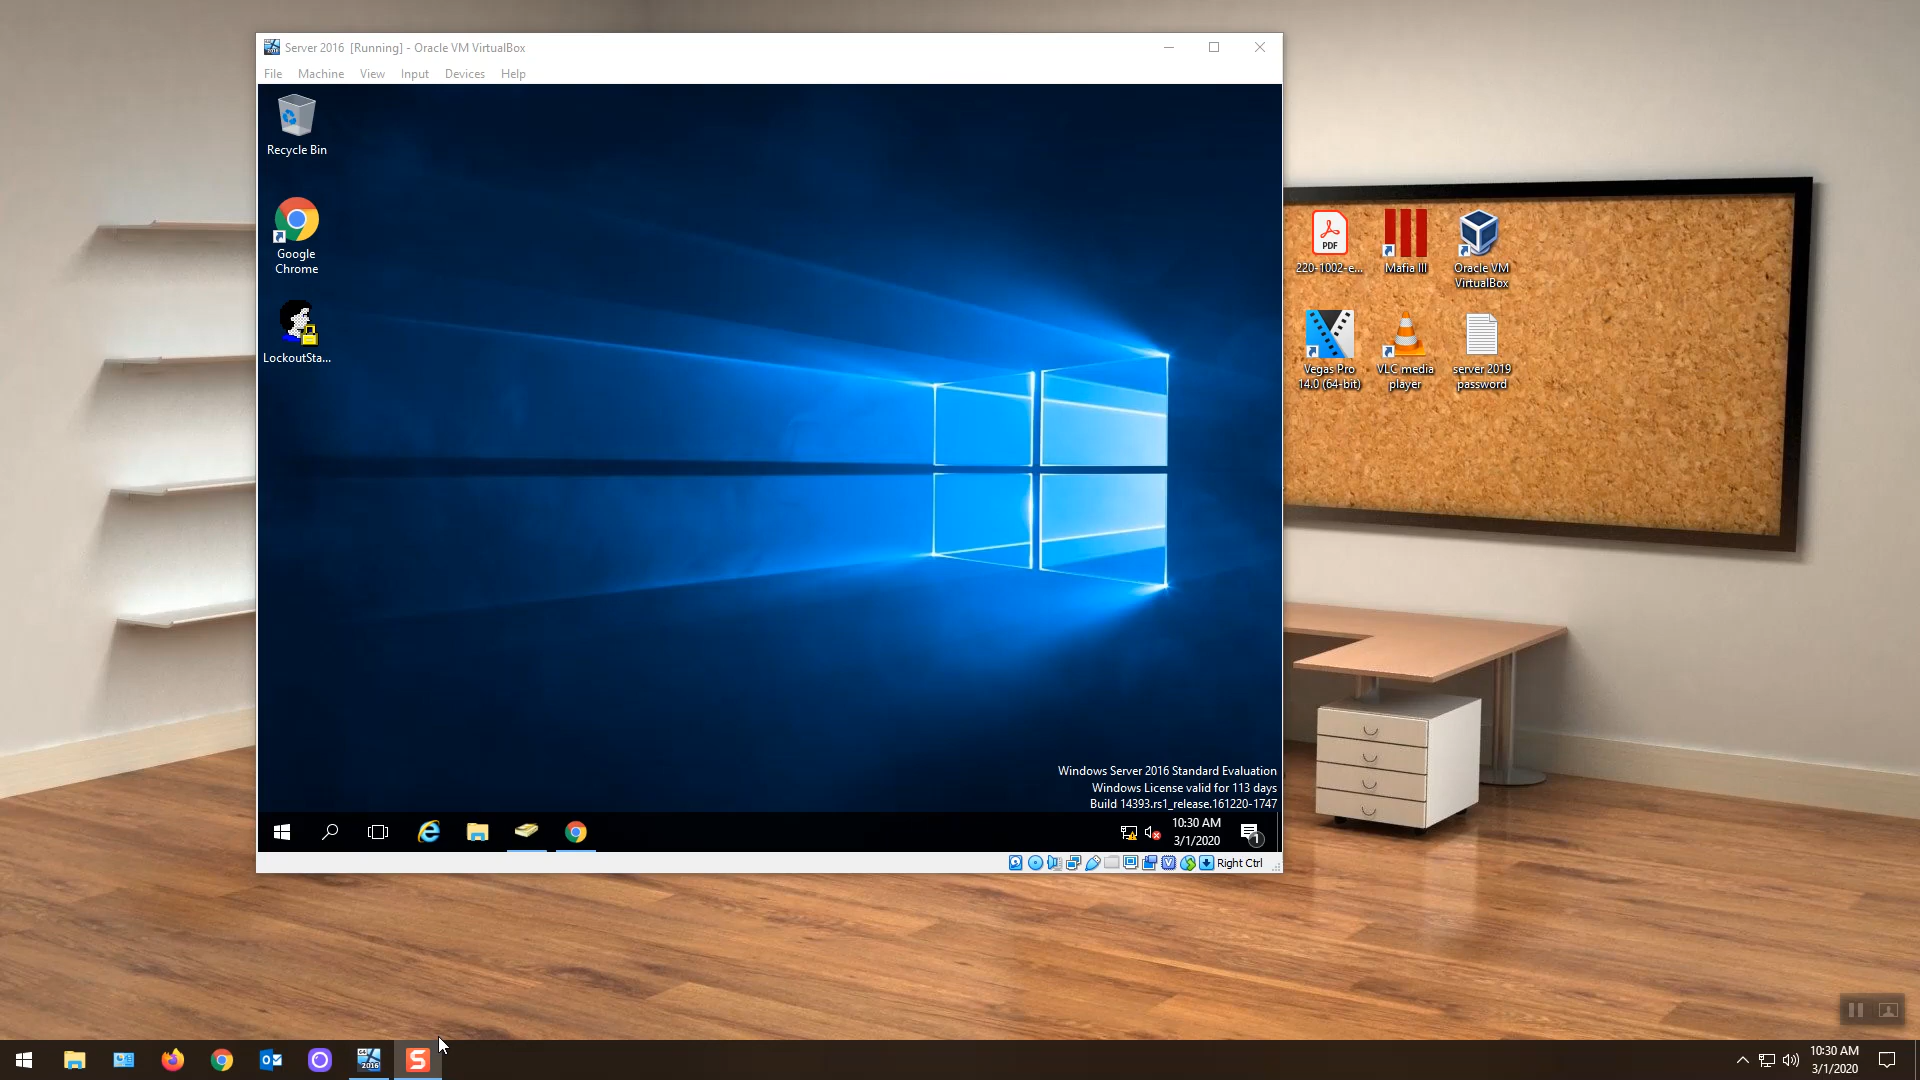 Server 2016 [Running] - Oracle VM VirtualBox
File Machine View Input Devices Help
Recycle Bin
Google
Chrome
LockoutSta...
220-1002-e...
PDF
Mafia III
Oracle VM
VirtualBox
Vegas Pro
14.0 (64-bit)
VLC media
player
server 2019
password
Windows Server 2016 Standard Evaluation
Windows License valid for 113 days
Build 14393.rs1_release.161220-1747
10:30 AM
3/1/2020
1
Right Ctrl
2016
10:30 AM
3/1/2020